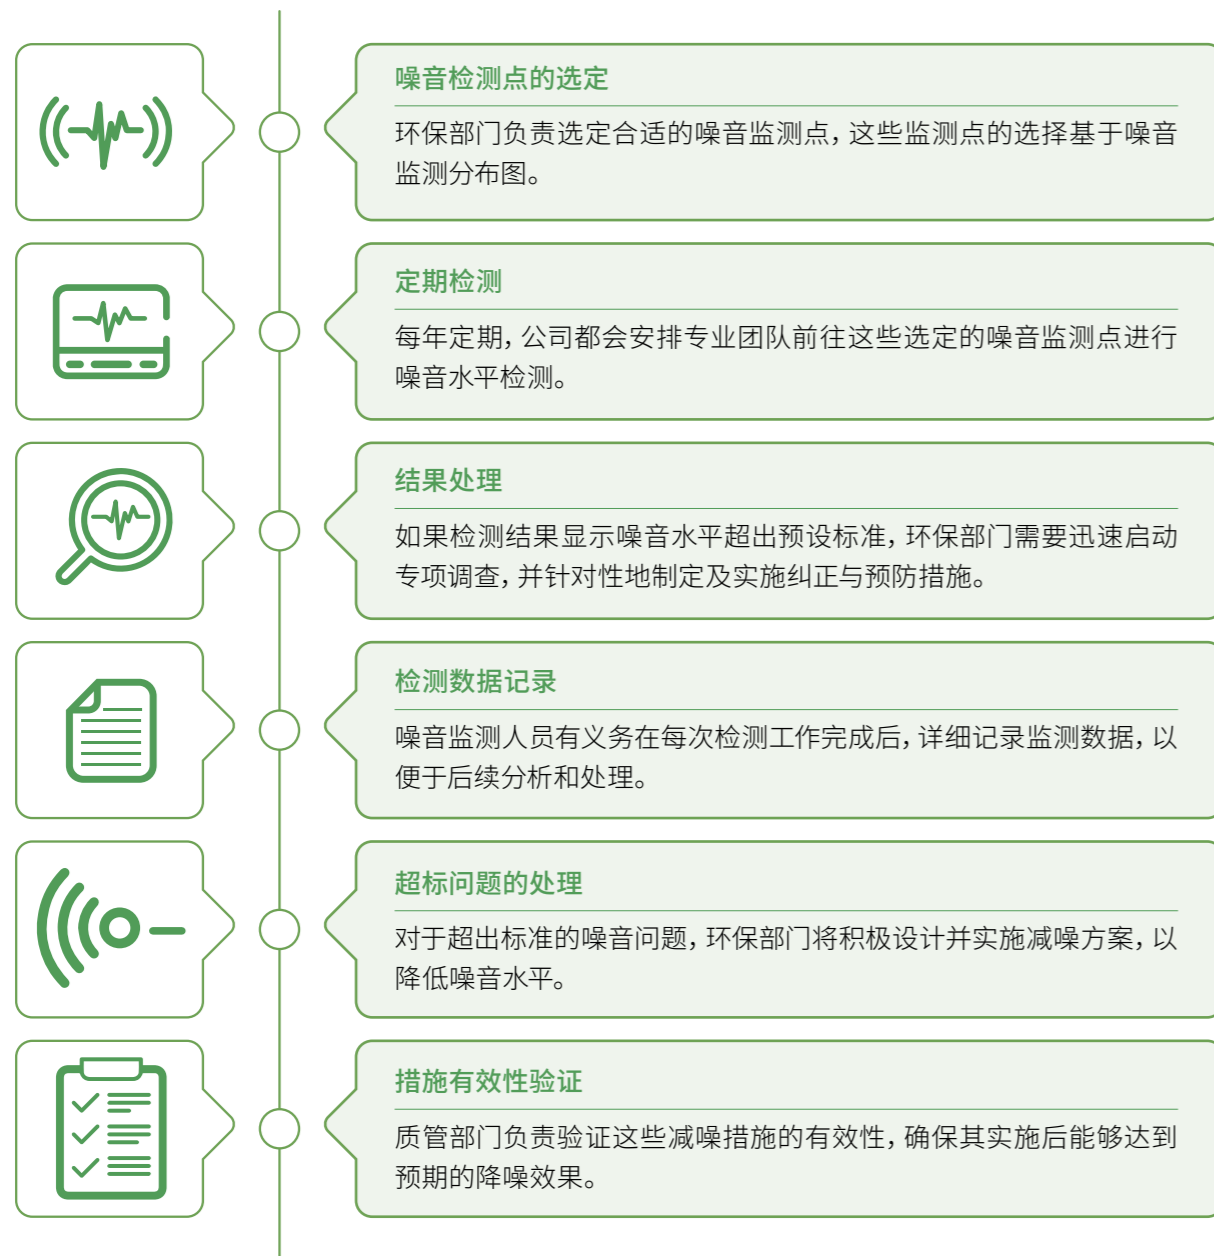 噪音检测点的选定
环保部门负责选定合适的噪音监测点，这些监测点的选择基于噪音
监测分布图。
定期检测
每年定期，公司都会安排专业团队前往这些选定的噪音监测点进行
噪音水平检测。
结果处理
如果检测结果显示噪音水平超出预设标准，环保部门需要迅速启动
专项调查，并针对性地制定及实施纠正与预防措施。
检测数据记录
噪音监测人员有义务在每次检测工作完成后，详细记录监测数据，以
便于后续分析和处理。
超标问题的处理
对于超出标准的噪音问题，环保部门将积极设计并实施减噪方案，以
降低噪音水平。
措施有效性验证
质管部门负责验证这些减噪措施的有效性，确保其实施后能够达到
预期的降噪效果。